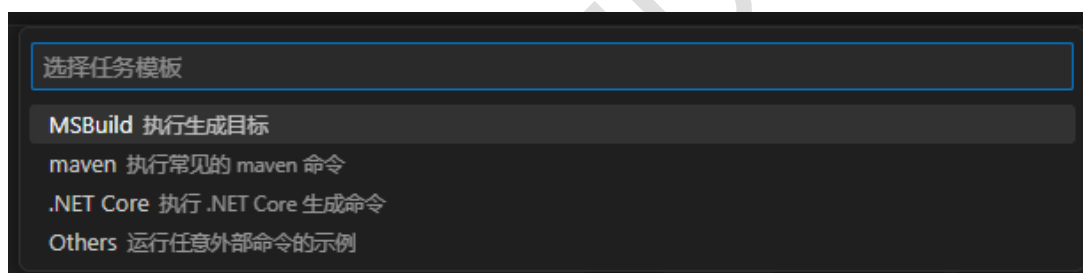 选择任务模板
MSBuild 执行生成目标
maven 执行常见的 maven 命令
.NET Core 执行 .NET Core 生成命令
Others 运行任意外部命令的示例